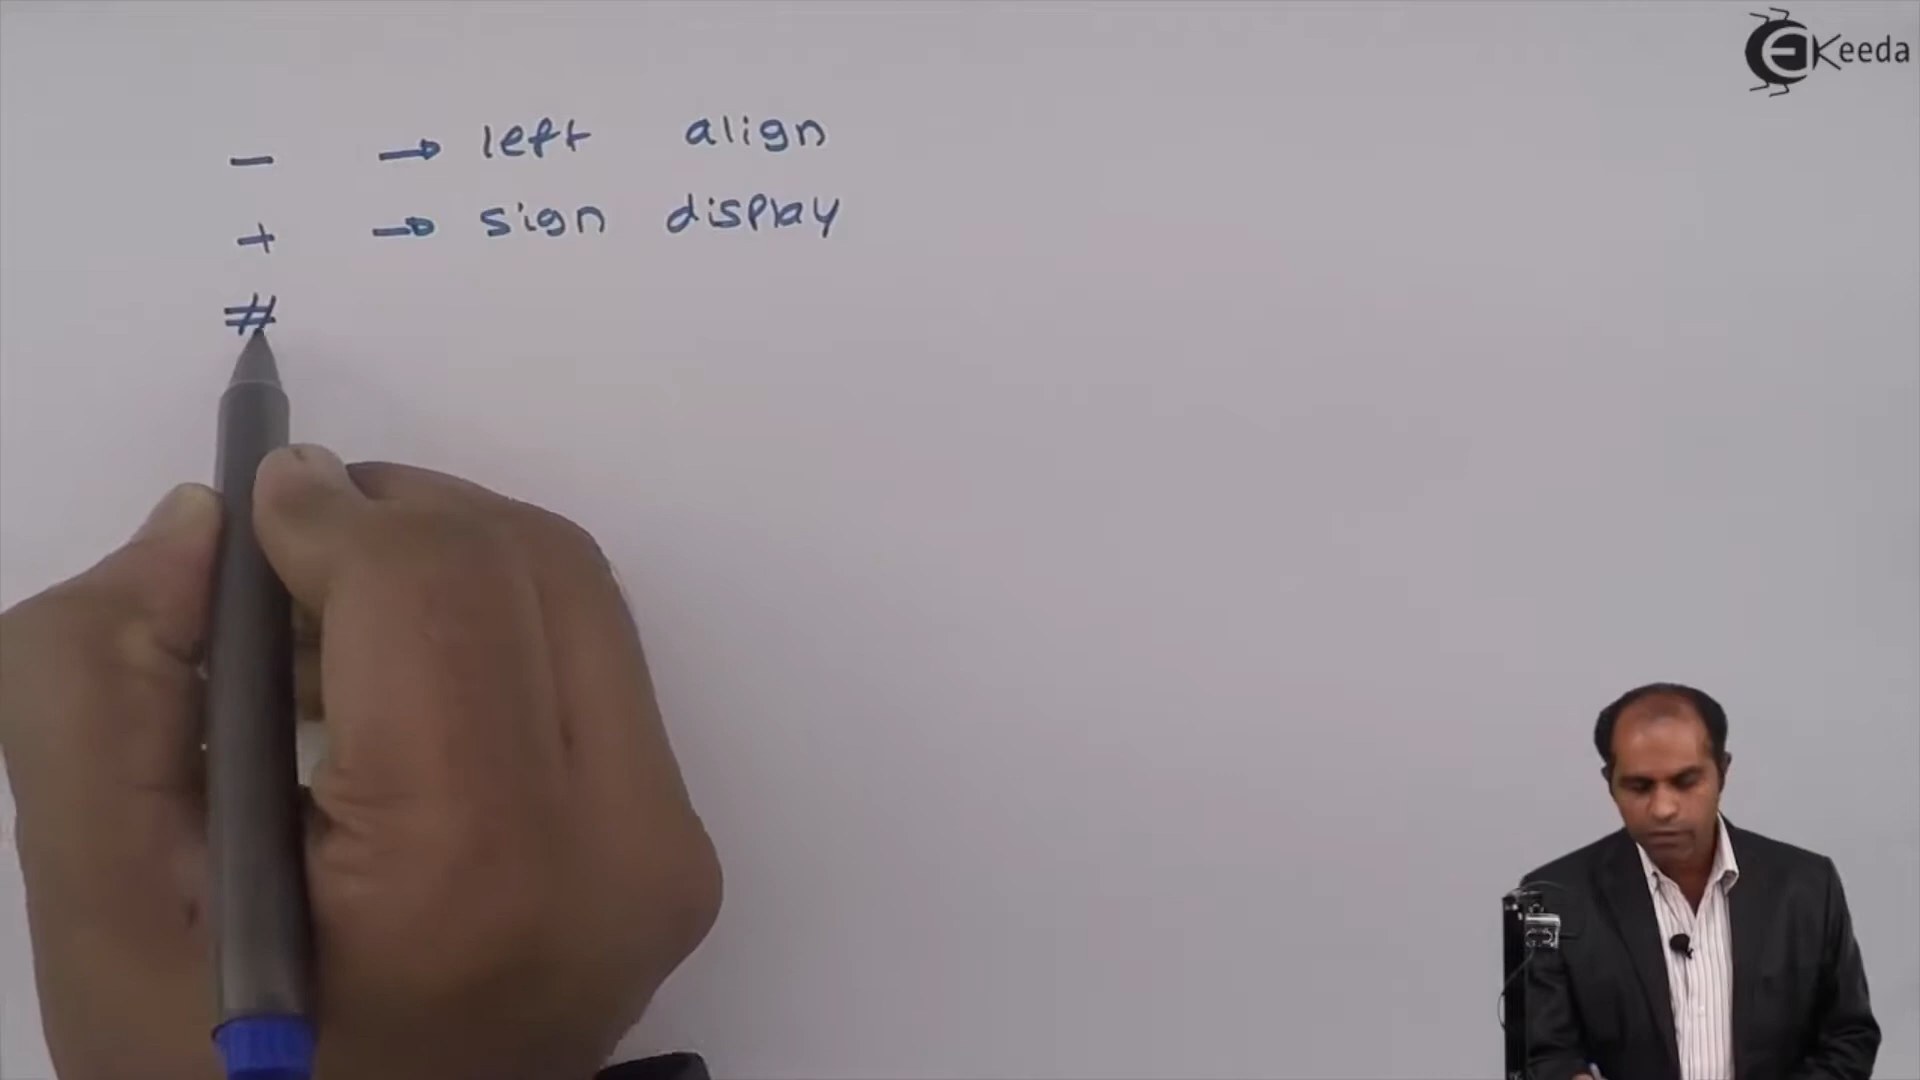 Keeda
- → left align
+ → sign display
#